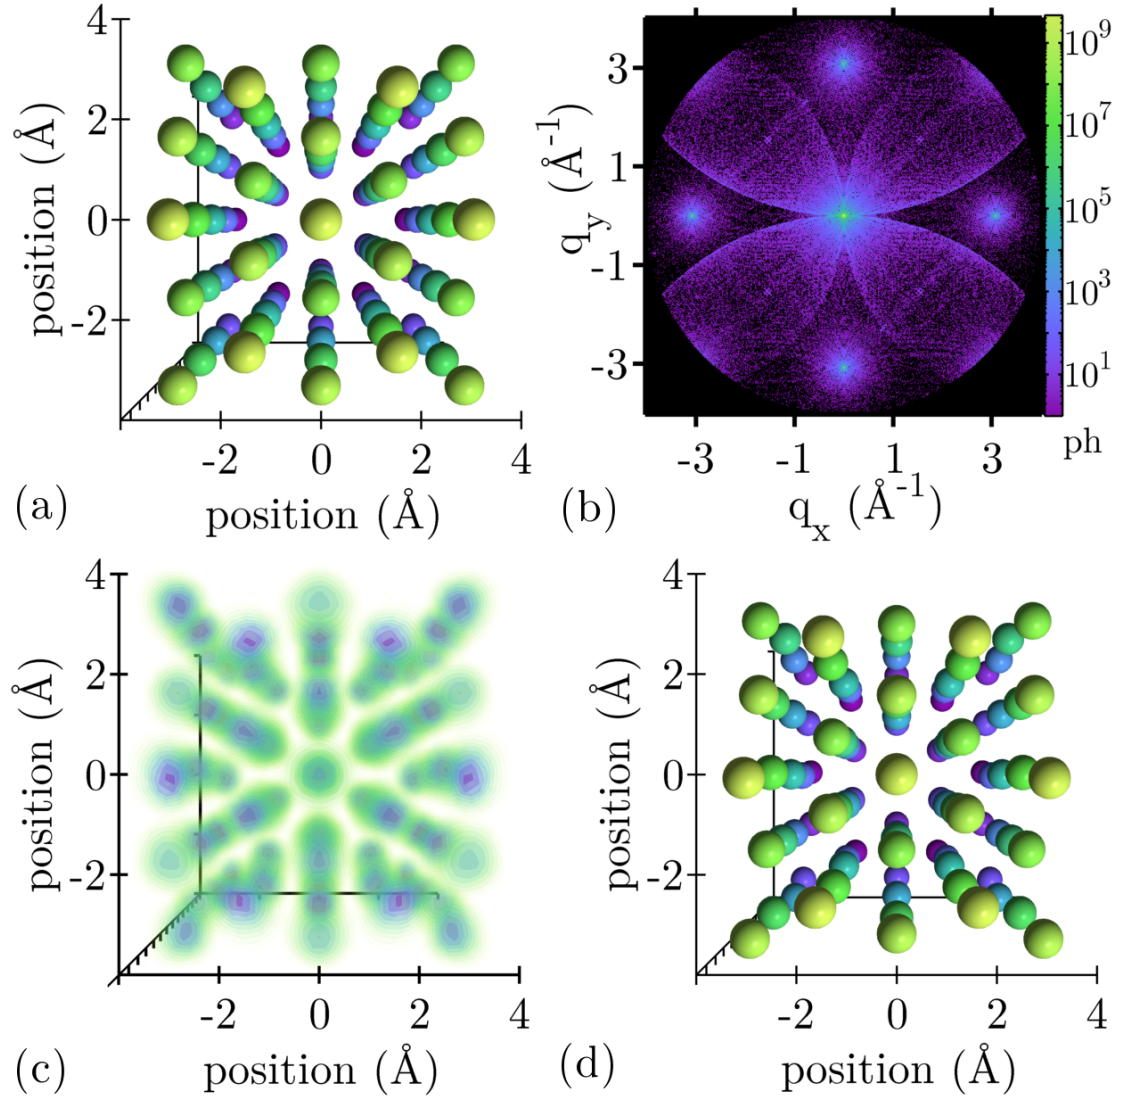 4
2
0
-2
position (Å)
-2 0 2 4
position (Å)
(a)
3
1
-1
-3
q_y (Å^-1)
-3 -1 1 3
q_x (Å^-1)
(b)
10^9
10^7
10^5
10^3
10^1
ph
4
2
0
-2
position (Å)
-2 0 2 4
position (Å)
(c)
4
2
0
-2
position (Å)
-2 0 2 4
position (Å)
(d)